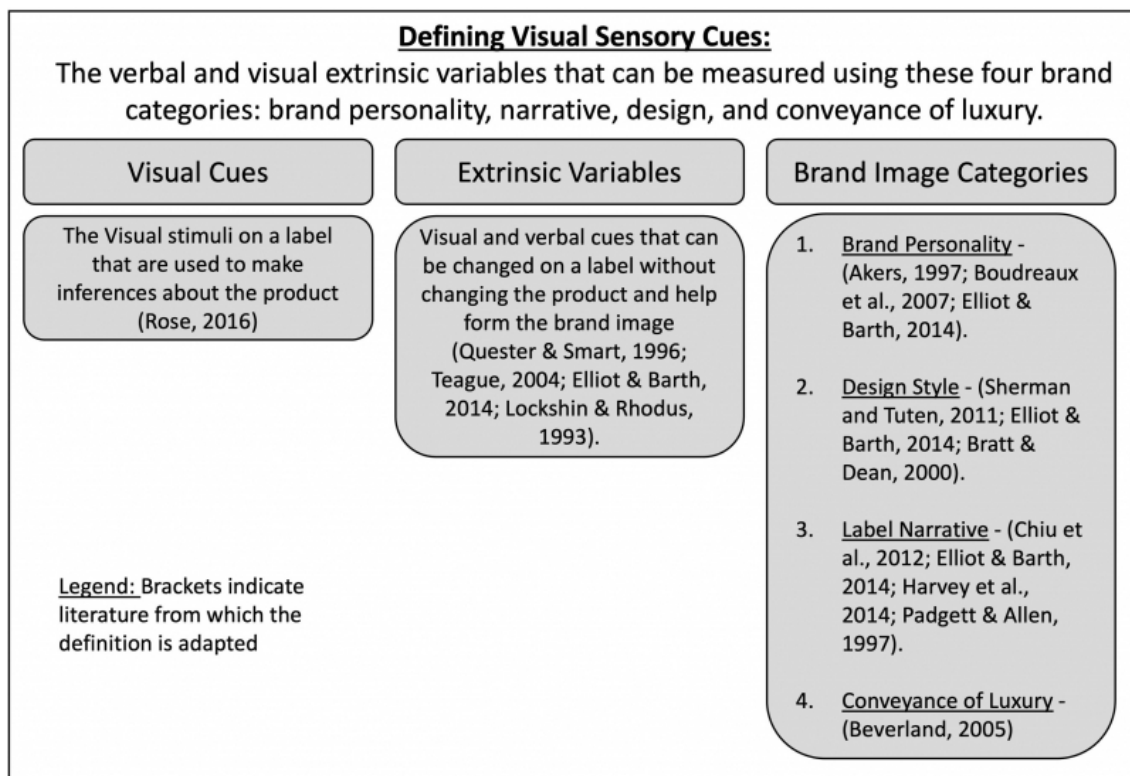 Defining Visual Sensory Cues:
The verbal and visual extrinsic variables that can be measured using these four brand
categories: brand personality, narrative, design, and conveyance of luxury.
Visual Cues
The Visual stimuli on a label
that are used to make
inferences about the product
(Rose, 2016)
Extrinsic Variables
Visual and verbal cues that can
be changed on a label without
changing the product and help
form the brand image
(Quester & Smart, 1996;
Teague, 2004; Elliot & Barth,
2014; Lockshin & Rhodus,
1993).
Brand Image Categories
1. Brand Personality -
(Akers, 1997; Boudreaux
et al., 2007; Elliot &
Barth, 2014).
2. Design Style - (Sherman
and Tuten, 2011; Elliot &
Barth, 2014; Bratt &
Dean, 2000).
3. Label Narrative - (Chiu et
al., 2012; Elliot & Barth,
2014; Harvey et al.,
2014; Padgett & Allen,
1997).
4. Conveyance of Luxury -
(Beverland, 2005)
Legend: Brackets indicate
literature from which the
definition is adapted